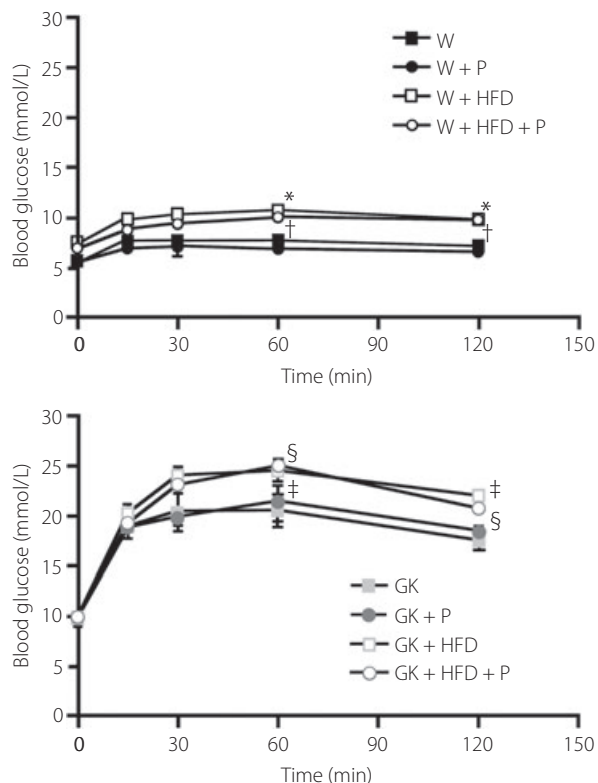 30
25
20
15
10
5
0
Blood glucose (mmol/L)
W
W + P
W + HFD
W + HFD + P
*
†
*
†
0 30 60 90 120 150
Time (min)
30
25
20
15
10
5
0
Blood glucose (mmol/L)
§
‡
‡
§
GK
GK + P
GK + HFD
GK + HFD + P
0 30 60 90 120 150
Time (min)